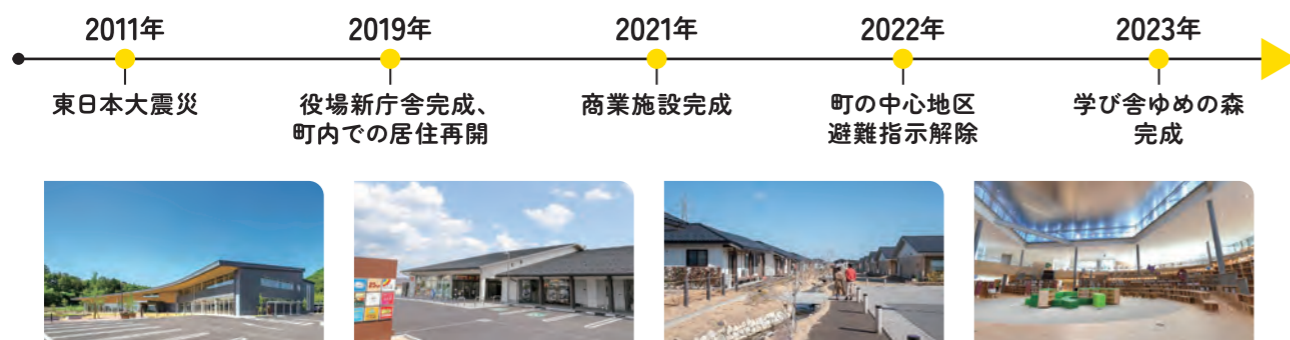 2011年
2019年
2021年
2022年
2023年
東日本大震災
役場新庁舎完成、
町内での居住再開
商業施設完成
町の中心地区
避難指示解除
学び舎ゆめの森
完成